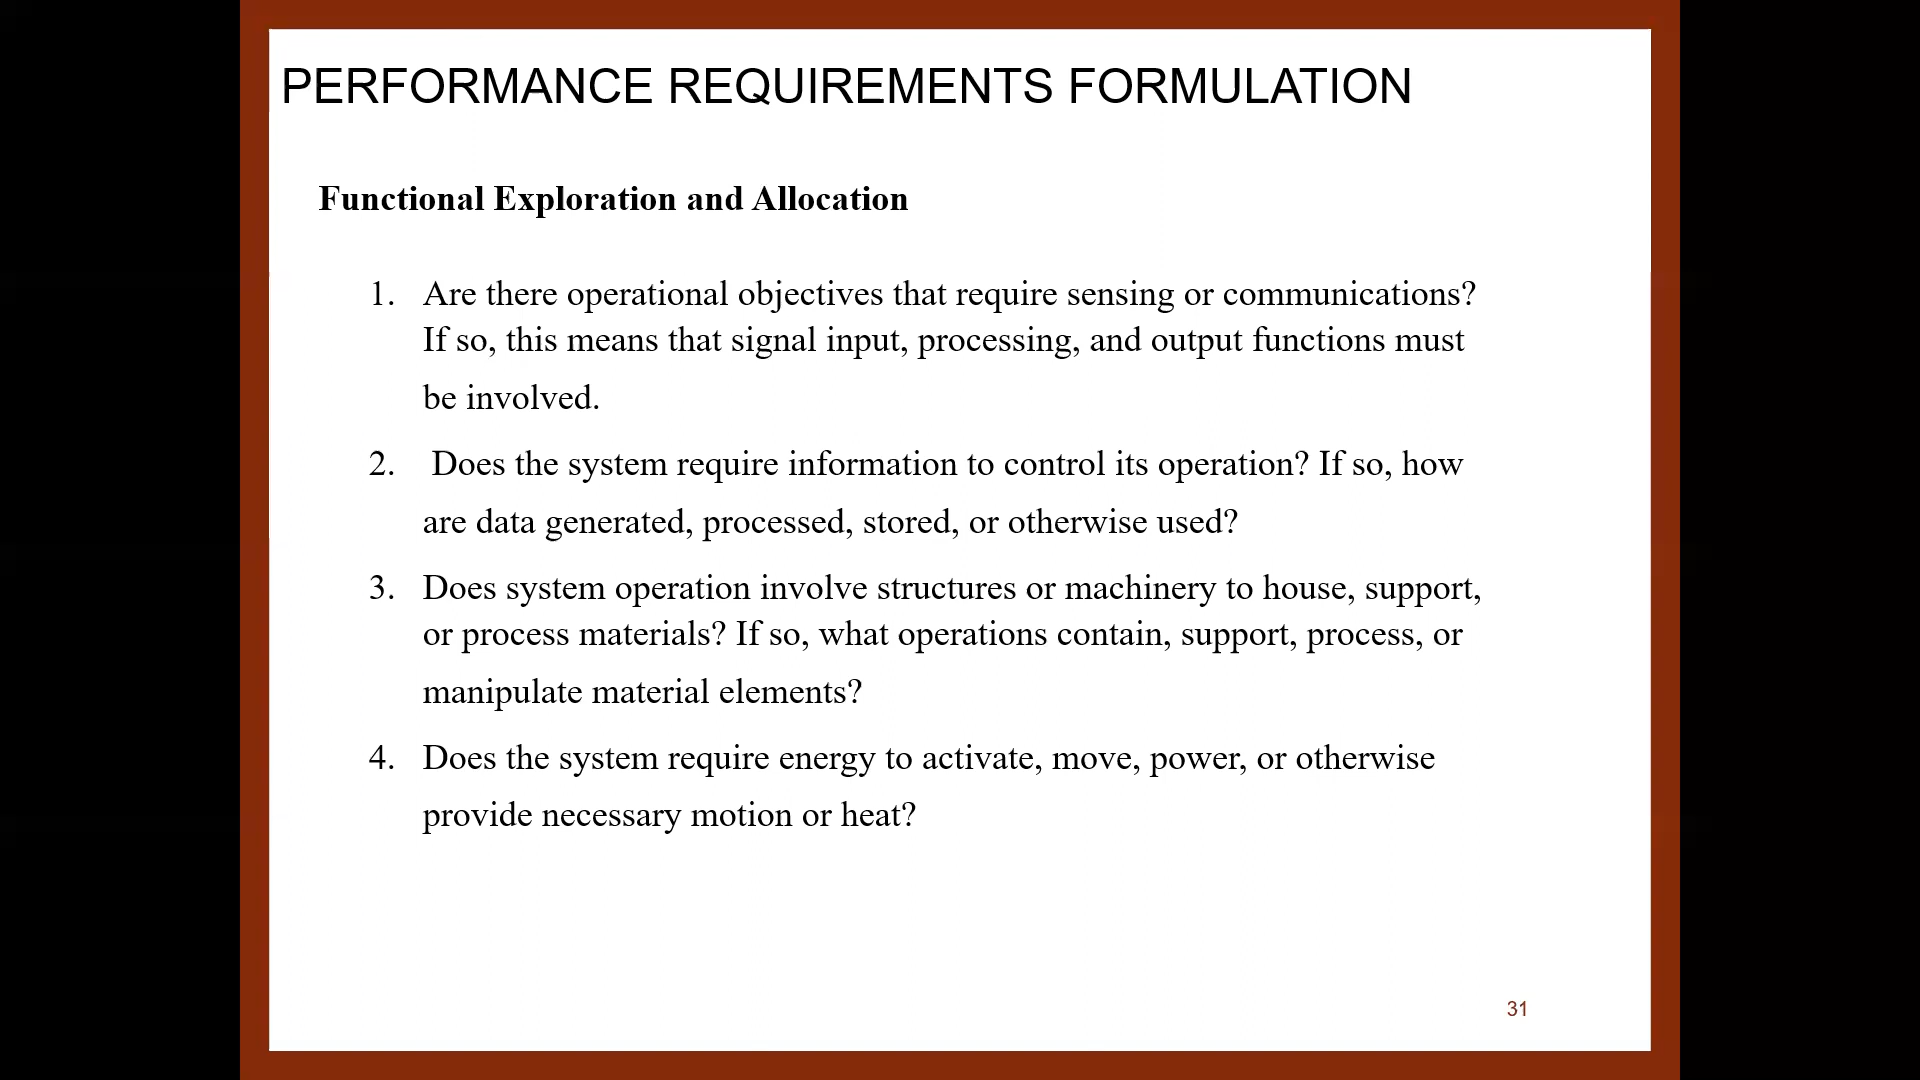 PERFORMANCE REQUIREMENTS FORMULATION
Functional Exploration and Allocation
1. Are there operational objectives that require sensing or communications?
If so, this means that signal input, processing, and output functions must
be involved.
2. Does the system require information to control its operation? If so, how
are data generated, processed, stored, or otherwise used?
3. Does system operation involve structures or machinery to house, support,
or process materials? If so, what operations contain, support, process, or
manipulate material elements?
4. Does the system require energy to activate, move, power, or otherwise
provide necessary motion or heat?
31